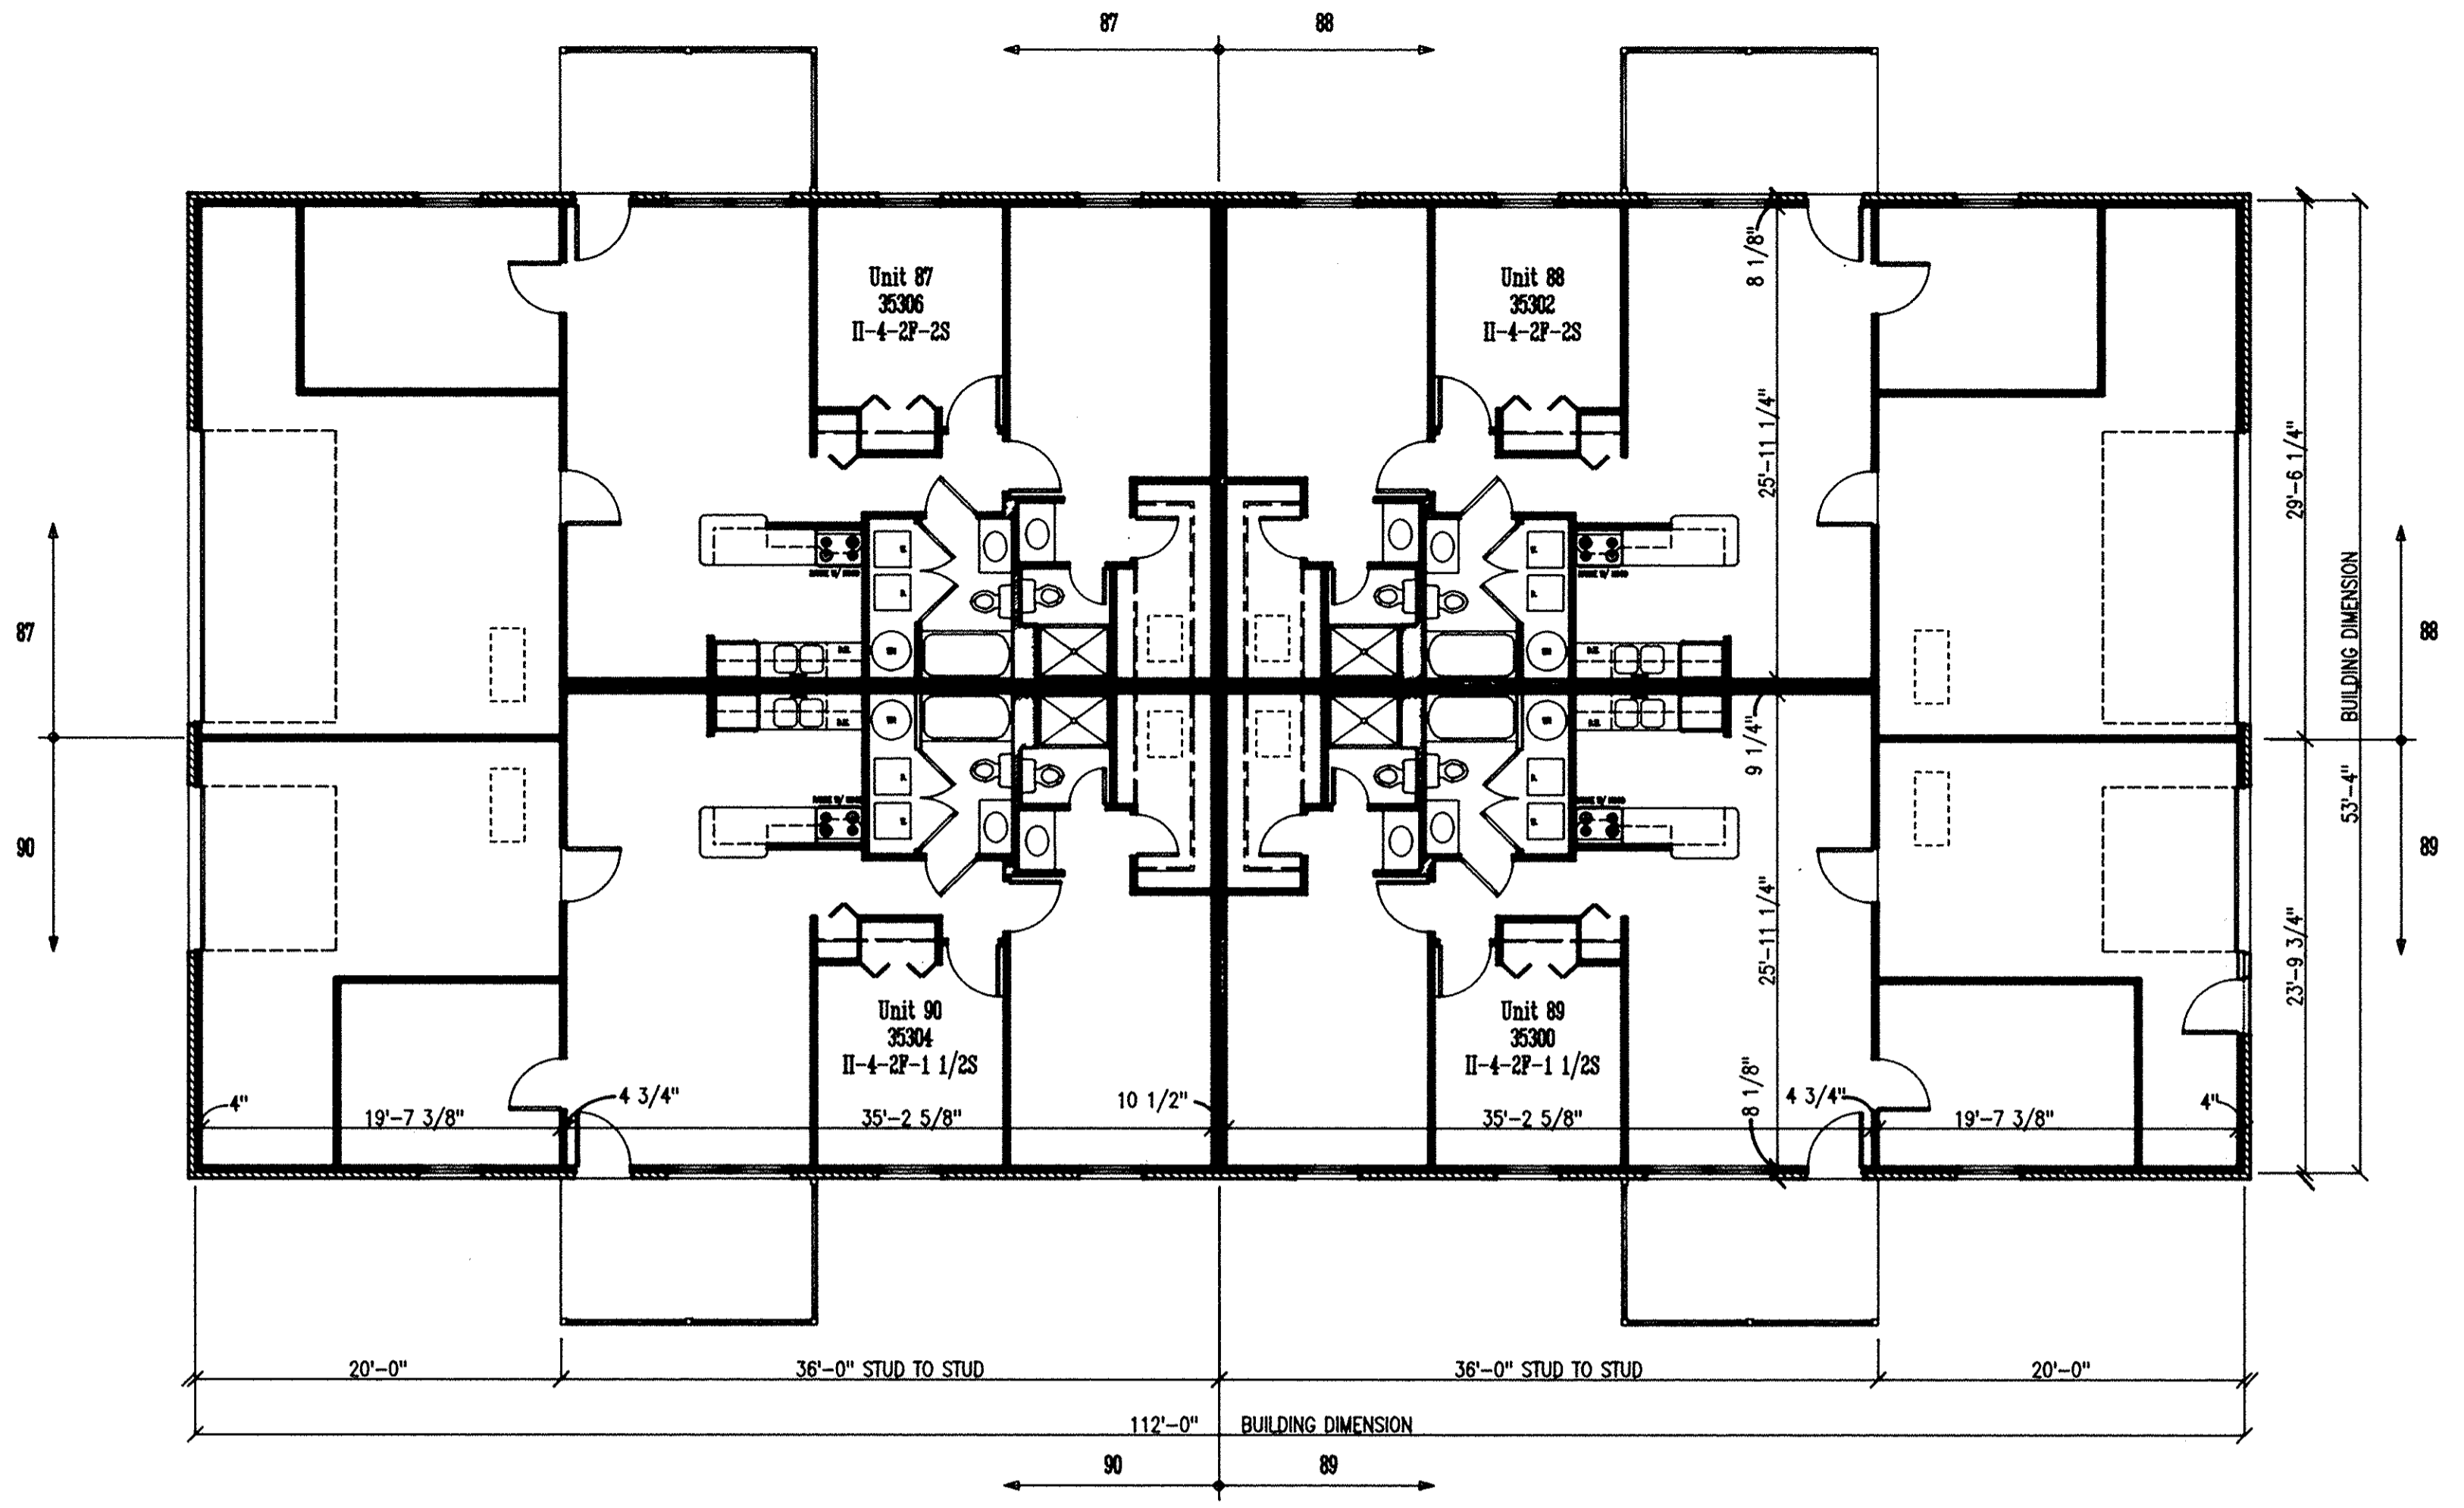 87
88
Unit 87
35306
II-4-2F-2S
Unit 88
35302
II-4-2F-2S
8 1/8"
25'-11 1/4"
29'-6 1/4"
BUILDING DIMENSION
53'-4"
87
88
90
89
9 1/4"
25'-11 1/4"
23'-9 3/4"
Unit 90
35304
II-4-2F-1 1/2S
Unit 89
35300
II-4-2F-1 1/2S
8 1/8"
4"
19'-7 3/8"
4 3/4"
35'-2 5/8"
10 1/2"
35'-2 5/8"
4 3/4"
19'-7 3/8"
4"
20'-0"
36'-0" STUD TO STUD
36'-0" STUD TO STUD
20'-0"
112'-0" BUILDING DIMENSION
90
89